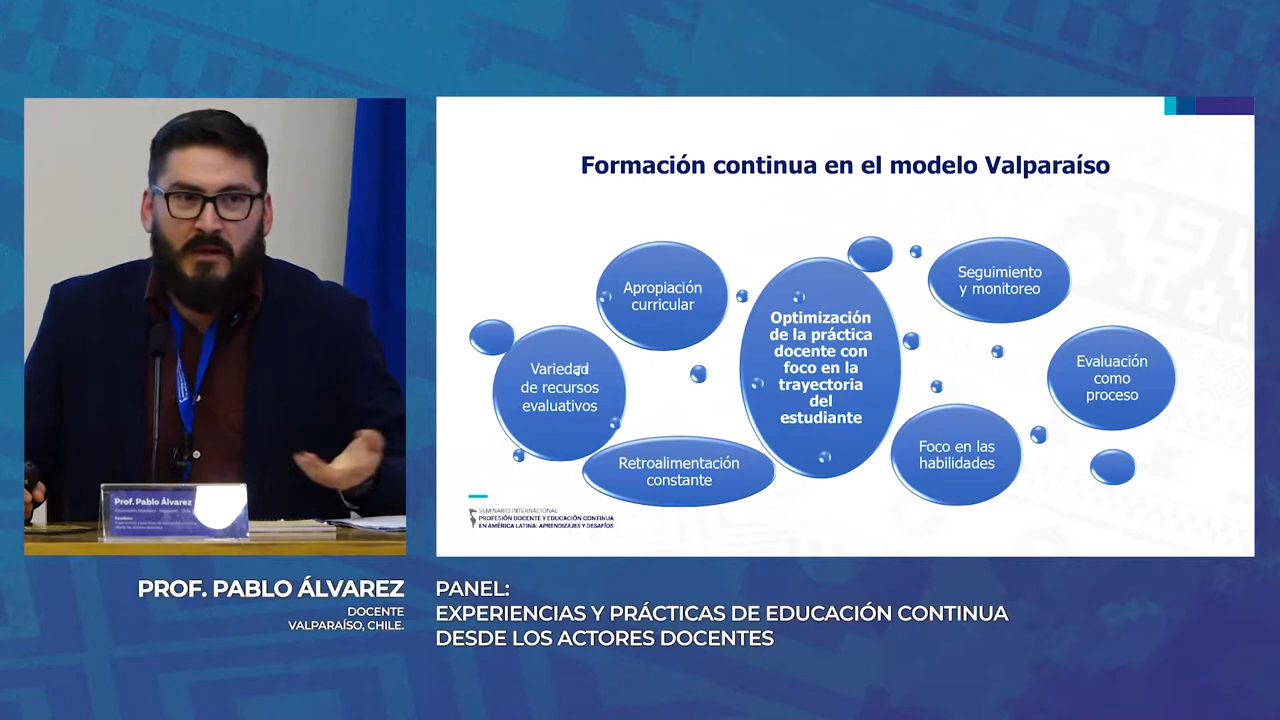 Formación continua en el modelo Valparaíso
Apropiación
curricular
Variedad
de recursos
evaluativos
Retroalimentación
constante
Optimización
de la práctica
docente con
foco en la
trayectoria
del
estudiante
Seguimiento
y monitoreo
Evaluación
como
proceso
Foco en las
habilidades
SEMINARIO INTERNACIONAL
PROFESIÓN DOCENTE Y EDUCACIÓN CONTINUA
EN AMÉRICA LATINA: APRENDIZAJES Y DESAFÍOS
Prof. Pablo Álvarez
PROF. PABLO ÁLVAREZ
DOCENTE
VALPARAÍSO, CHILE.
PANEL:
EXPERIENCIAS Y PRÁCTICAS DE EDUCACIÓN CONTINUA
DESDE LOS ACTORES DOCENTES